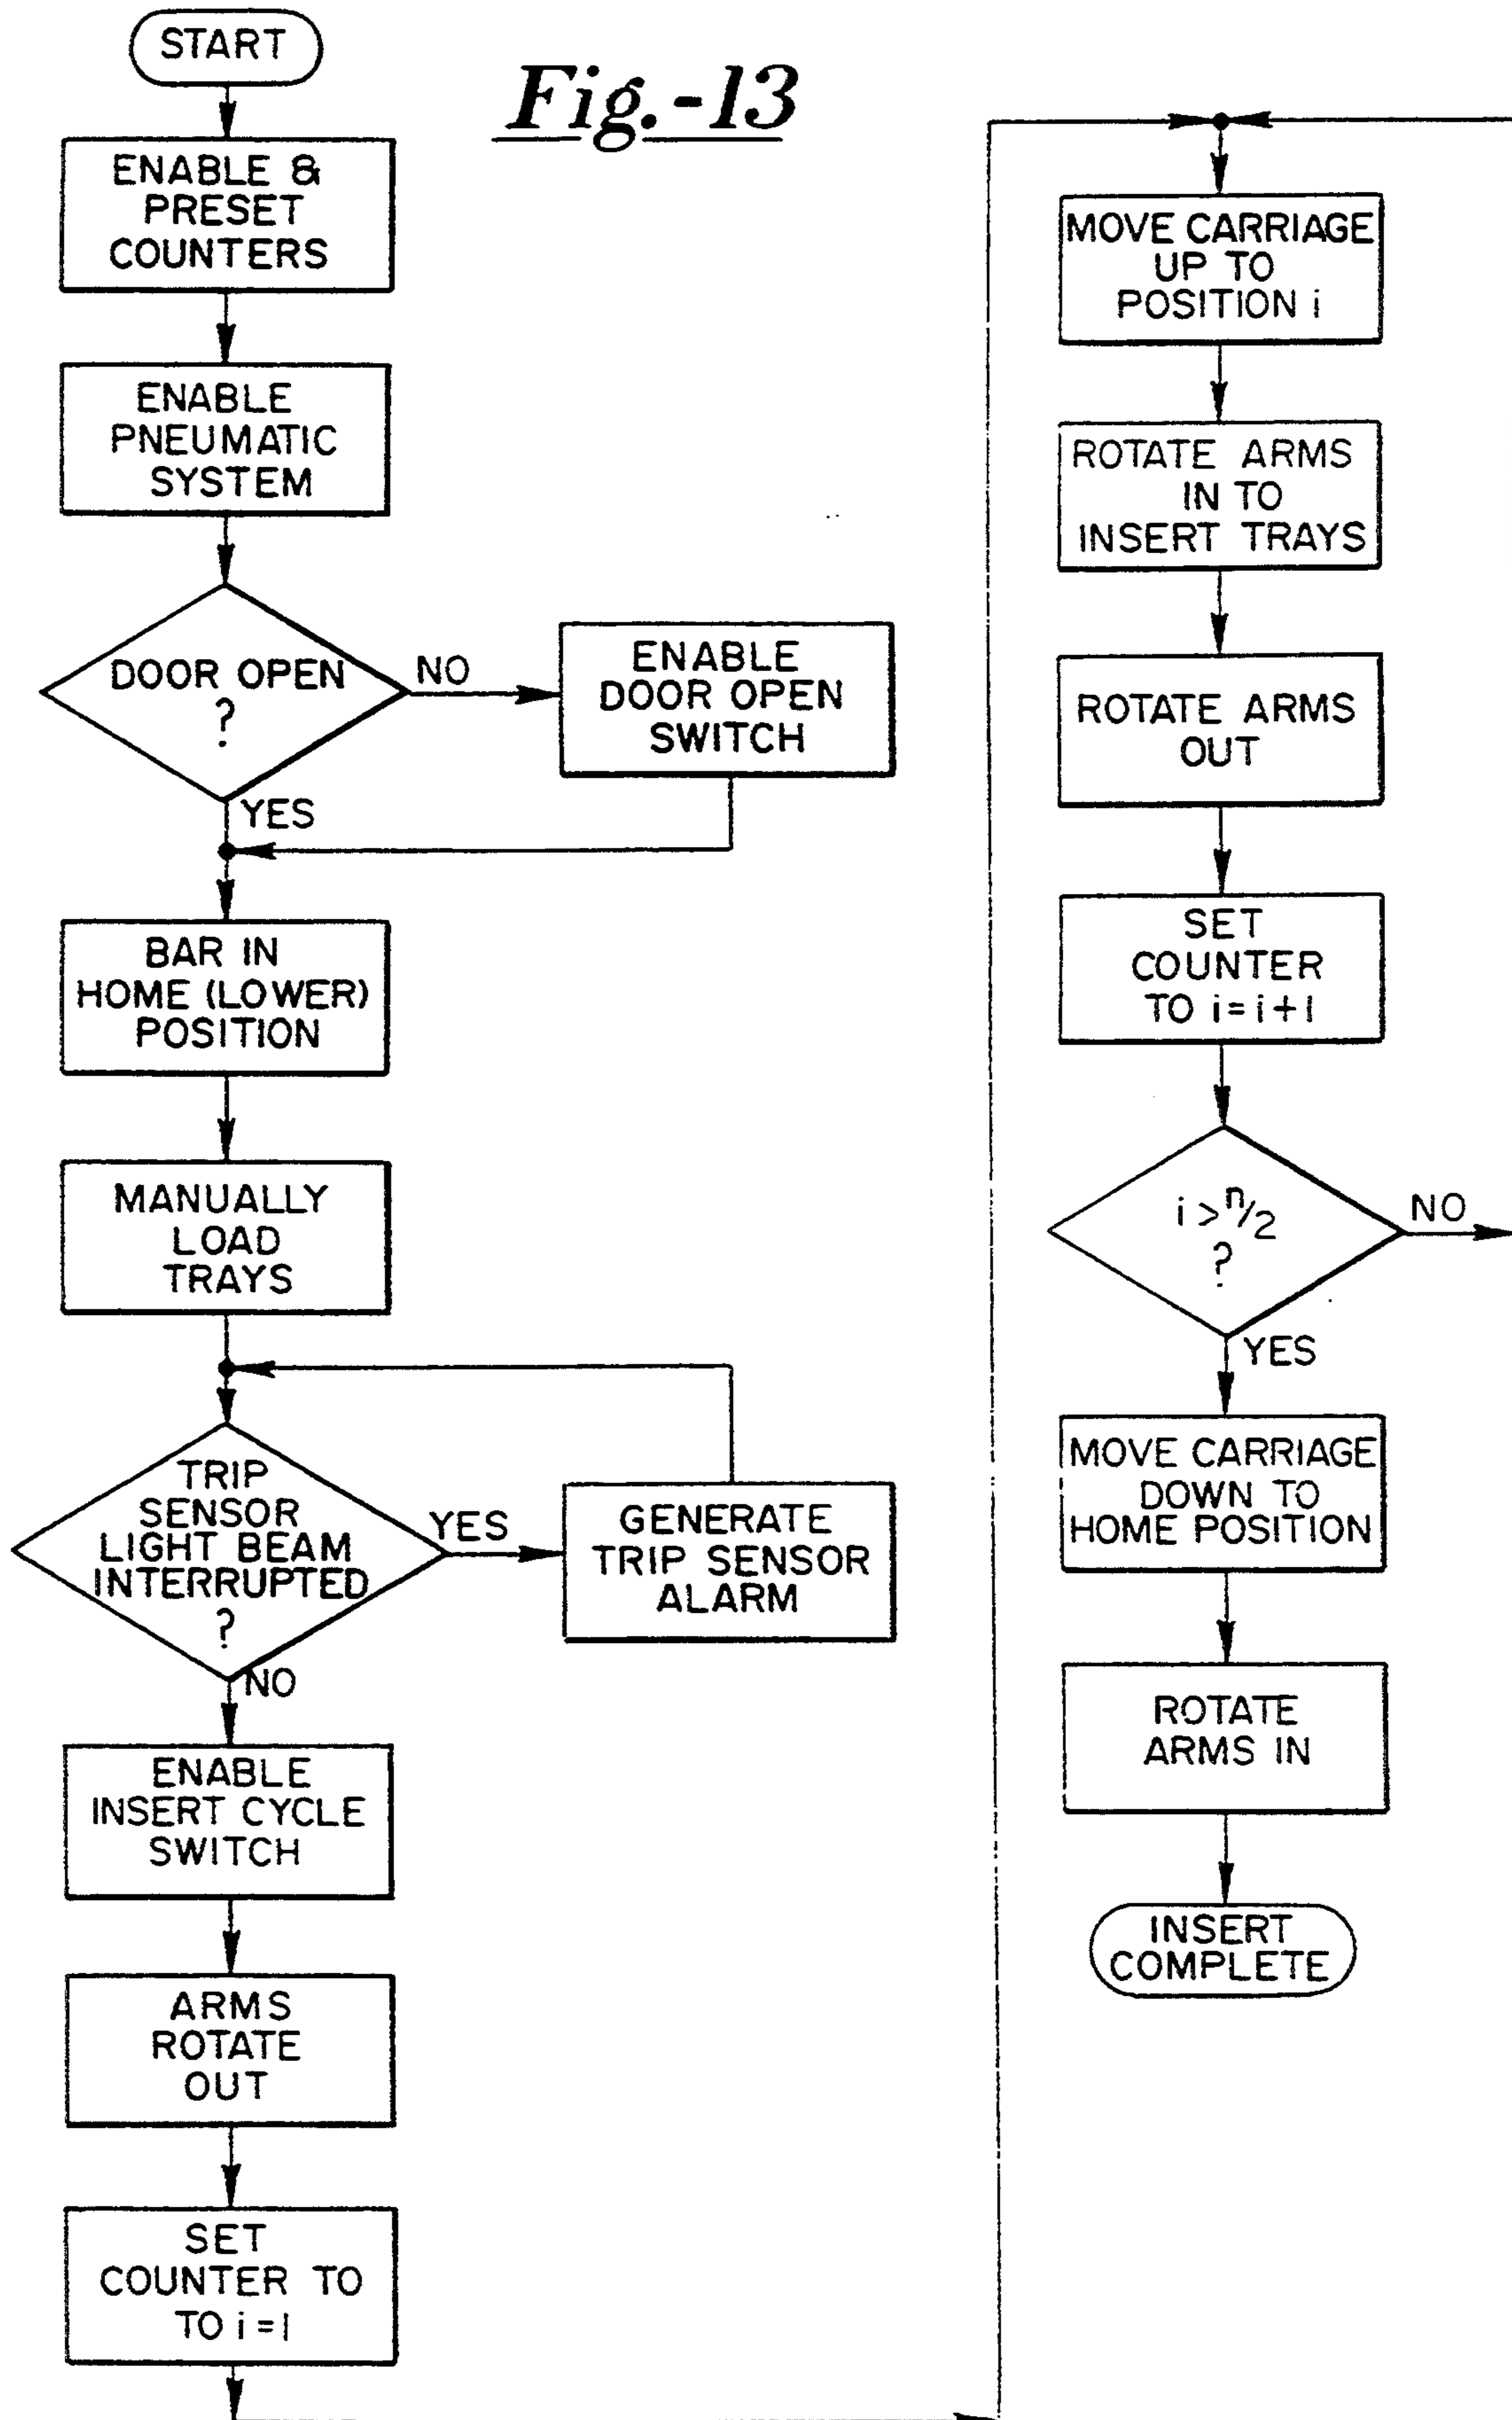 START
Fig.-13
ENABLE &
PRESET
COUNTERS
ENABLE
PNEUMATIC
SYSTEM
DOOR OPEN
?
NO
ENABLE
DOOR OPEN
SWITCH
YES
BAR IN
HOME (LOWER)
POSITION
MANUALLY
LOAD
TRAYS
TRIP
SENSOR
LIGHT BEAM
INTERRUPTED
?
YES
GENERATE
TRIP SENSOR
ALARM
NO
ENABLE
INSERT CYCLE
SWITCH
ARMS
ROTATE
OUT
SET
COUNTER TO
TO i=1
MOVE CARRIAGE
UP TO
POSITION i
ROTATE ARMS
IN TO
INSERT TRAYS
ROTATE ARMS
OUT
SET
COUNTER
TO i=i+1
i>n/2
?
NO
YES
MOVE CARRIAGE
DOWN TO
HOME POSITION
ROTATE
ARMS IN
INSERT
COMPLETE